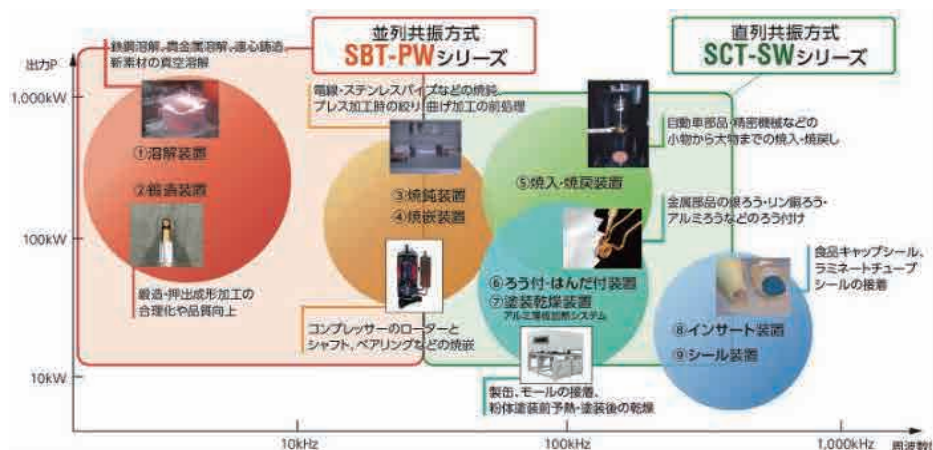 並列共振方式
SBT-PWシリーズ
直列共振方式
SCT-SWシリーズ
出力P
1,000kW
100kW
10kW
鉄鋼溶解、貴金属溶解、遠心鋳造、
新素材の真空溶解
①溶解装置
②鍛造装置
鍛造・押出成形加工の
合理化や品質向上
電線・ステンレスパイプなどの焼鈍、
プレス加工時の絞り・曲げ加工の前処理
③焼鈍装置
④焼嵌装置
コンプレッサーのローターと
シャフト、ベアリングなどの焼嵌
自動車部品・精密機械などの
小物から大物までの焼入・焼戻し
⑤焼入・焼戻装置
金属部品の銀ろう・リン銅ろう・
アルミろうなどのろう付け
⑥ろう付・はんだ付装置
⑦塗装乾燥装置
製缶、モールの接着、
粉体塗装前予熱・塗装後の乾燥
食品キャップシール、
ラミネートチューブ
シールの接着
⑧インサート装置
⑨シール装置
10kHz
100kHz
1,000kHz
周波数